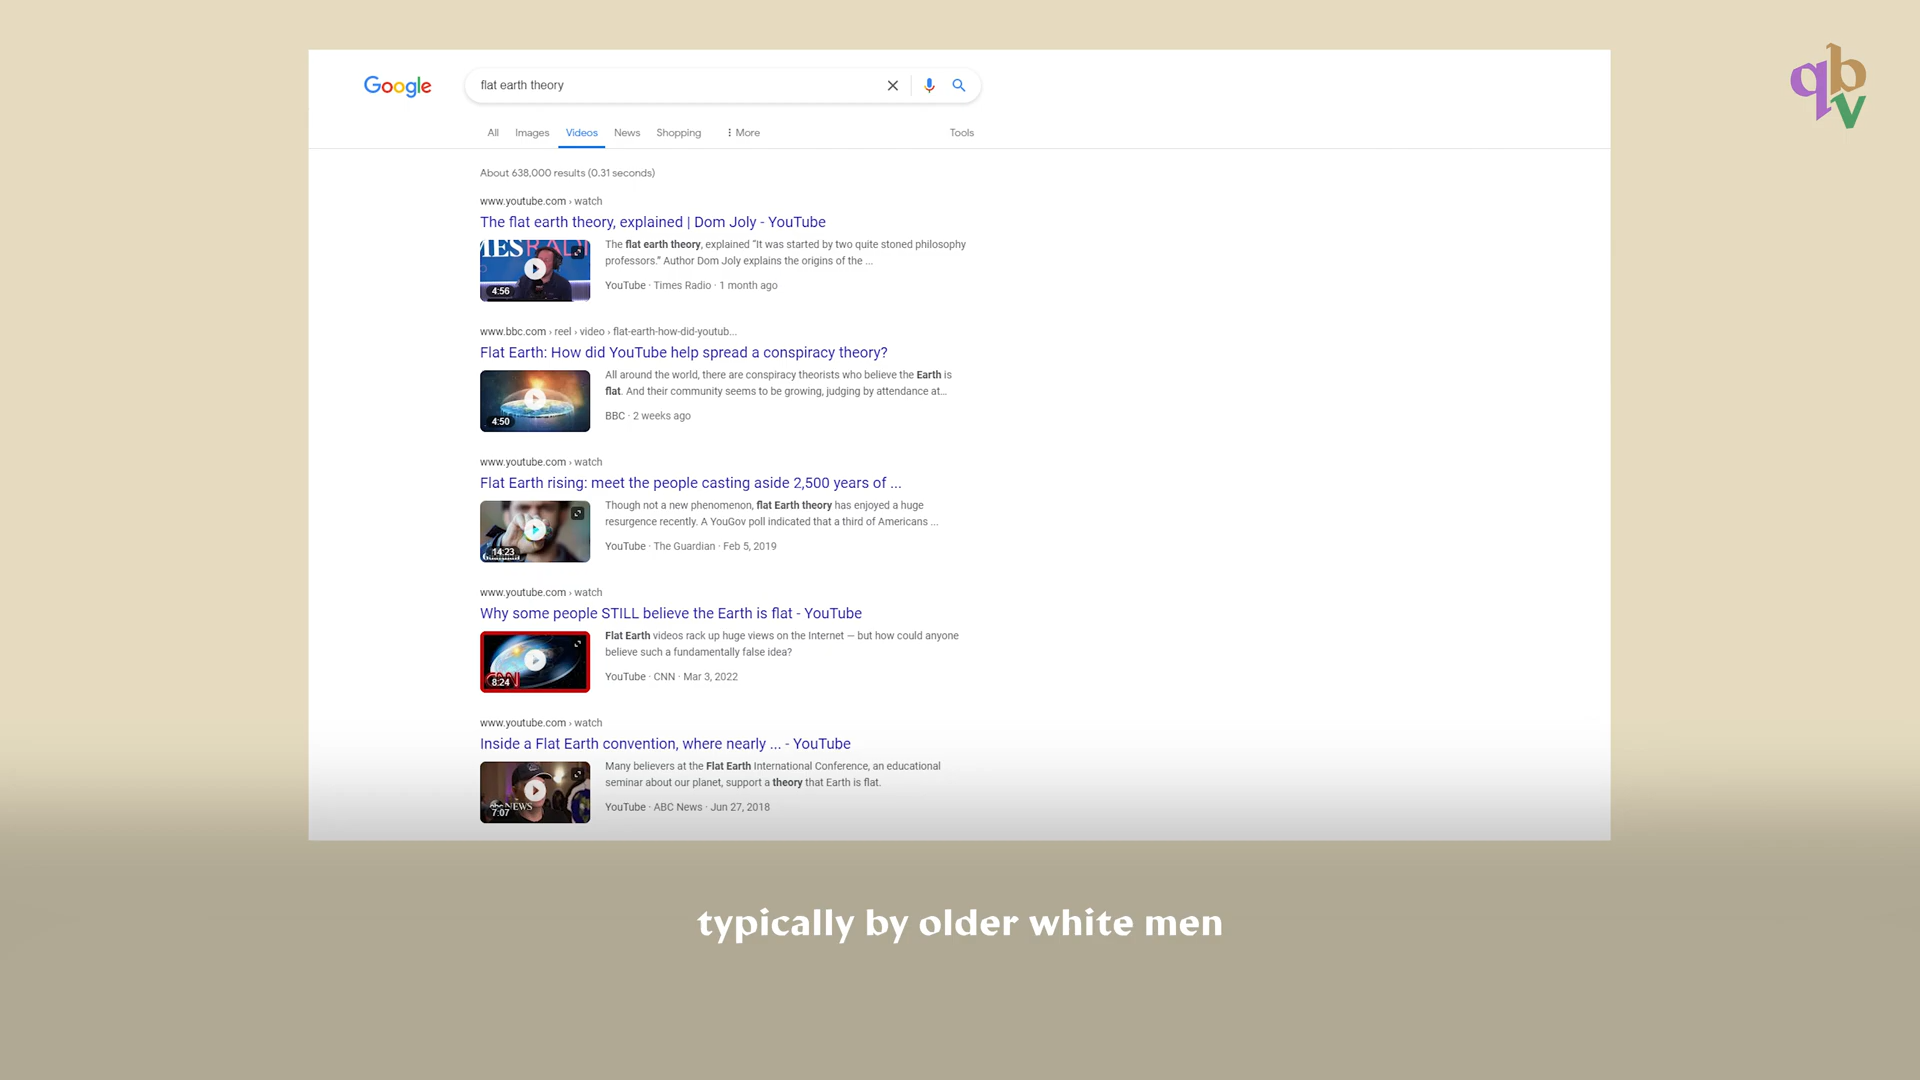 Google
flat earth theory
All Images Videos News Shopping More Tools
About 638,000 results (0.31 seconds)
www.youtube.com › watch
The flat earth theory, explained | Dom Joly - YouTube
MES RADI
4:56
The flat earth theory, explained “It was started by two quite stoned philosophy
professors.” Author Dom Joly explains the origins of the ...
YouTube · Times Radio · 1 month ago
www.bbc.com › reel › video › flat-earth-how-did-youtub...
Flat Earth: How did YouTube help spread a conspiracy theory?
4:50
All around the world, there are conspiracy theorists who believe the Earth is
flat. And their community seems to be growing, judging by attendance at...
BBC · 2 weeks ago
www.youtube.com › watch
Flat Earth rising: meet the people casting aside 2,500 years of ...
14:23
Though not a new phenomenon, flat Earth theory has enjoyed a huge
resurgence recently. A YouGov poll indicated that a third of Americans ...
YouTube · The Guardian · Feb 5, 2019
www.youtube.com › watch
Why some people STILL believe the Earth is flat - YouTube
CNN
8:24
Flat Earth videos rack up huge views on the Internet — but how could anyone
believe such a fundamentally false idea?
YouTube · CNN · Mar 3, 2022
www.youtube.com › watch
Inside a Flat Earth convention, where nearly ... - YouTube
abc NEWS
7:07
Many believers at the Flat Earth International Conference, an educational
seminar about our planet, support a theory that Earth is flat.
YouTube · ABC News · Jun 27, 2018
qbv
typically by older white men